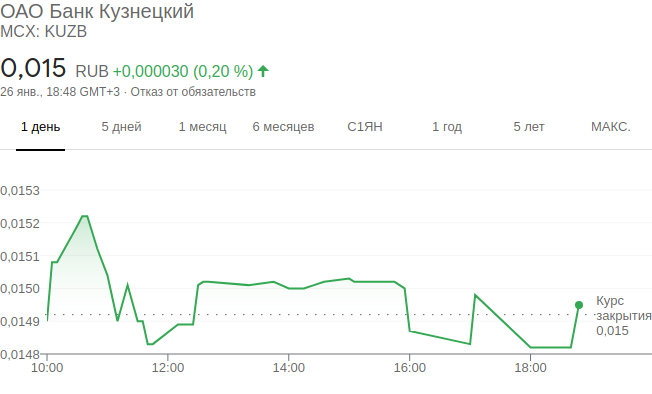 ОАО Банк Кузнецкий
MCX: KUZB
0,015 RUB +0,000030 (0,20 %)
26 янв., 18:48 GMT+3 · Отказ от обязательств
1 день 5 дней 1 месяц 6 месяцев С1ЯН 1 год 5 лет МАКС.
0,0153
0,0152
0,0151
0,0150
0,0149
0,0148
Курс
закрытия
0,015
10:00 12:00 14:00 16:00 18:00